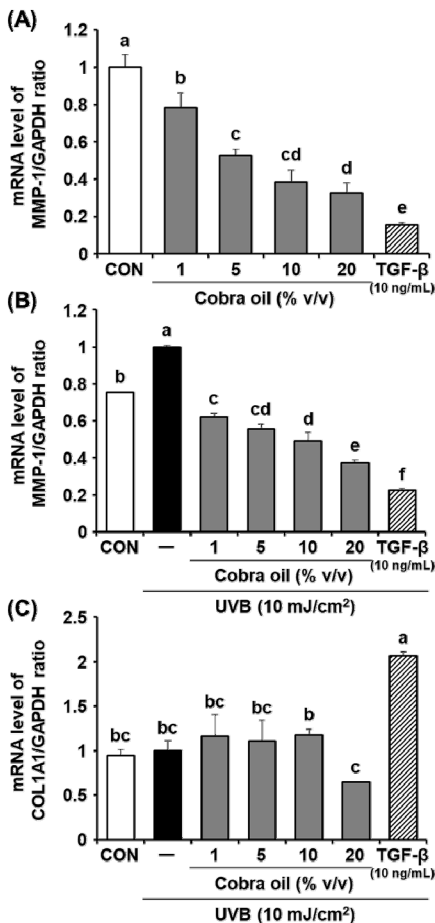 (A)
mRNA level of
MMP-1/GAPDH ratio
1.2
1
0.8
0.6
0.4
0.2
0
a
b
c
cd
d
e
CON
1
5
10
20
TGF-β
(10 ng/mL)
Cobra oil (% v/v)
(B)
mRNA level of
MMP-1/GAPDH ratio
1.2
1
0.8
0.6
0.4
0.2
0
b
a
c
cd
d
e
f
CON
—
1
5
10
20
TGF-β
(10 ng/mL)
Cobra oil (% v/v)
UVB (10 mJ/cm²)
(C)
mRNA level of
COL1A1/GAPDH ratio
2.5
2
1.5
1
0.5
0
bc
bc
bc
bc
b
c
a
CON
—
1
5
10
20
TGF-β
(10 ng/mL)
Cobra oil (% v/v)
UVB (10 mJ/cm²)